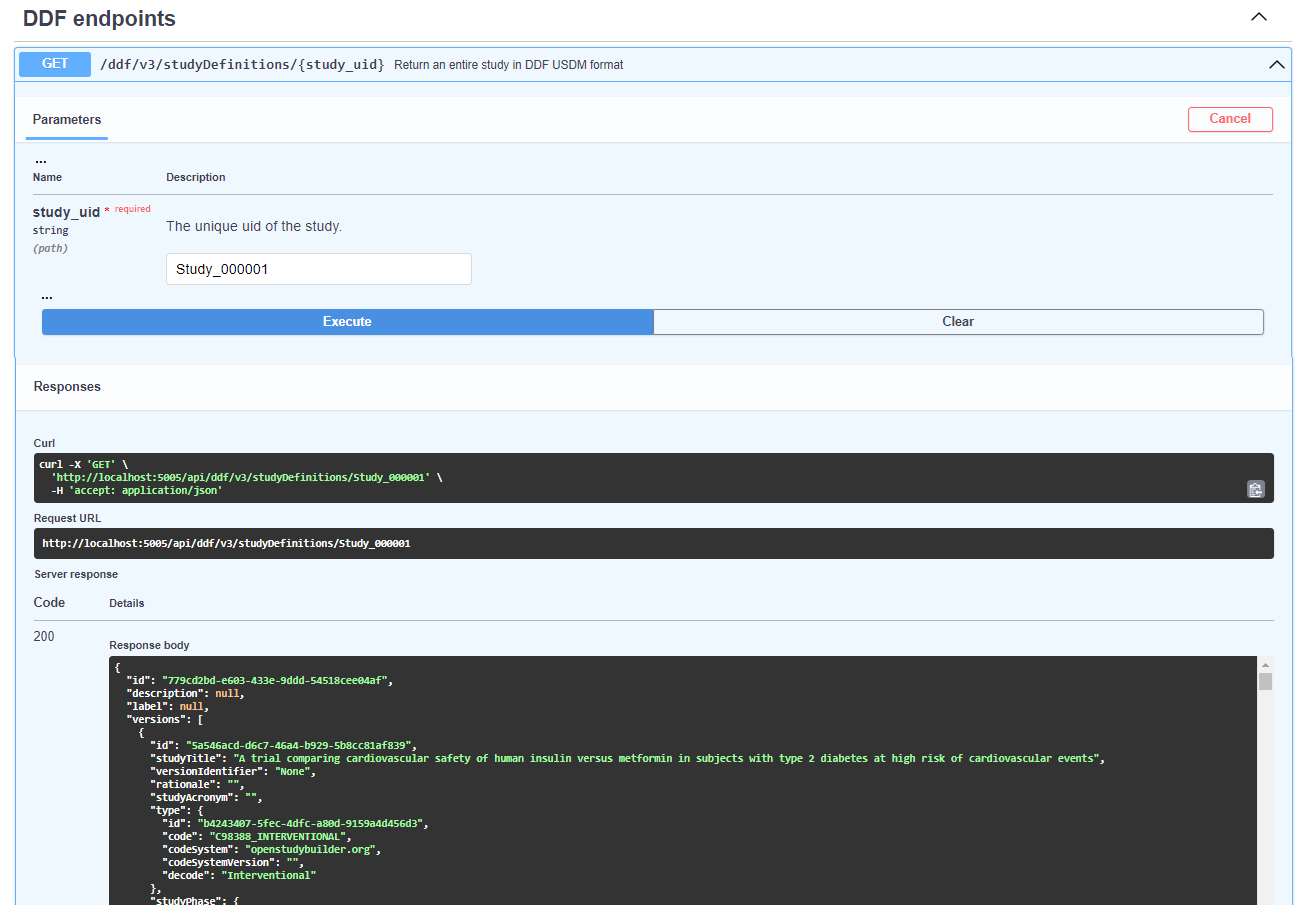 DDF endpoints
GET /ddf/v3/studyDefinitions/{study_uid} Return an entire study in DDF USDM format
Parameters
Cancel
...
Name Description
study_uid * required
string
(path)
The unique uid of the study.
Study_000001
...
Execute Clear
Responses
Curl
curl -X 'GET' \
  'http://localhost:5005/api/ddf/v3/studyDefinitions/Study_000001' \
  -H 'accept: application/json'
Request URL
http://localhost:5005/api/ddf/v3/studyDefinitions/Study_000001
Server response
Code Details
200
Response body
{
  "id": "779cd2bd-e603-433e-9ddd-54518cee04af",
  "description": null,
  "label": null,
  "versions": [
    {
      "id": "5a546acd-d6c7-46a4-b929-5b8cc81af839",
      "studyTitle": "A trial comparing cardiovascular safety of human insulin versus metformin in subjects with type 2 diabetes at high risk of cardiovascular events",
      "versionIdentifier": "None",
      "rationale": "",
      "studyAcronym": "",
      "type": {
        "id": "b4243407-5fec-4dfc-a80d-9159a4d456d3",
        "code": "C98388_INTERVENTIONAL",
        "codeSystem": "openstudybuilder.org",
        "codeSystemVersion": "",
        "decode": "Interventional"
      },
      "studyPhase": {